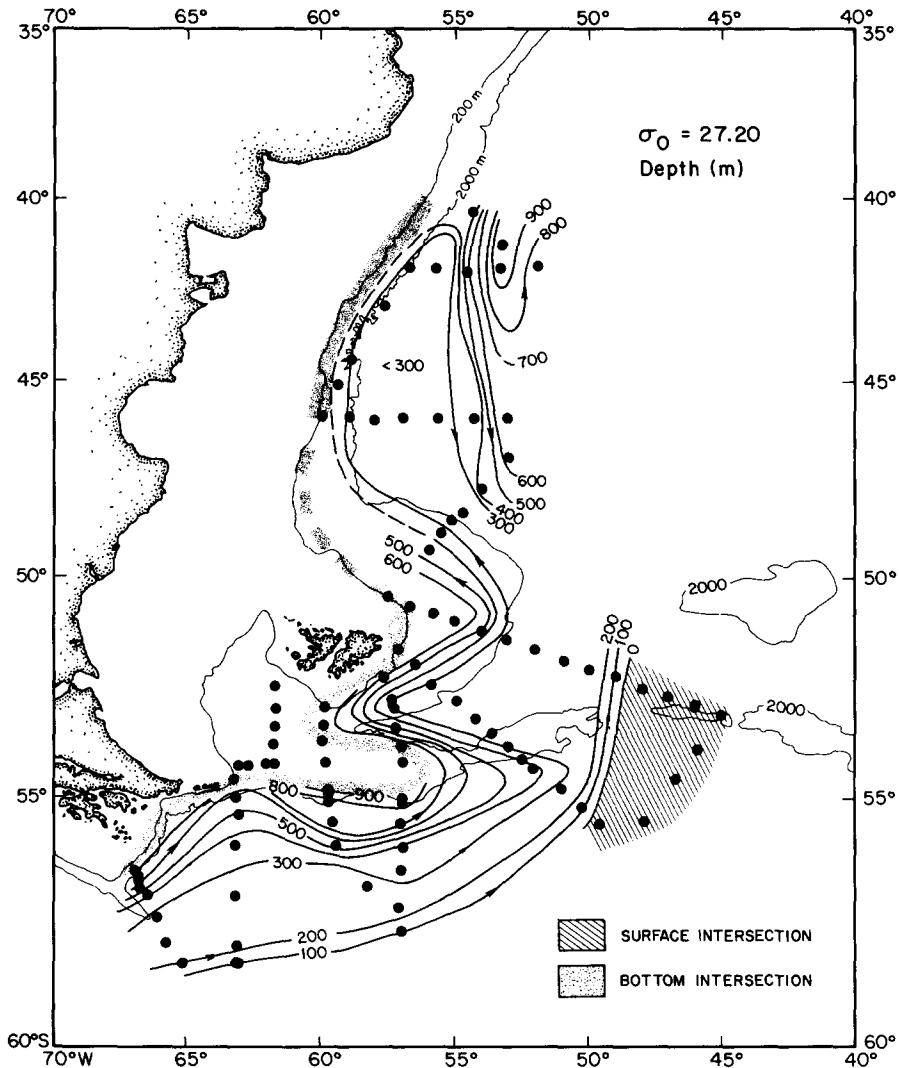 70° 65° 60° 55° 50° 45° 40°
35° 35°
200 m
σ₀ = 27.20
Depth (m)
2000 m
40° 40°
900
800
<300
700
45° 45°
600
500
400
300
500
600
50° 50°
2000
200
100
0
2000
55° 55°
800 900
500
300
200
100
SURFACE INTERSECTION
BOTTOM INTERSECTION
60°S 60°
70°W 65° 60° 55° 50° 45° 40°